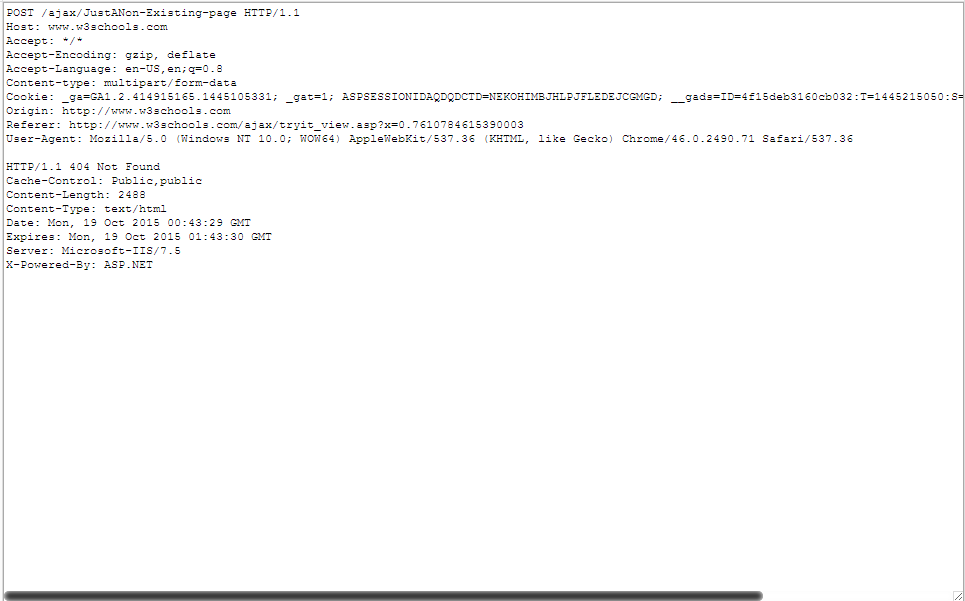 POST /ajax/JustANon-Existing-page HTTP/1.1
Host: www.w3schools.com
Accept: */*
Accept-Encoding: gzip, deflate
Accept-Language: en-US,en;q=0.8
Content-type: multipart/form-data
Cookie: _ga=GA1.2.414915165.1445105331; _gat=1; ASPSESSIONIDAQDQDCTD=NEKOHIMBJHLPJFLEDEJCGMGD; __gads=ID=4f15deb3160cb032:T=1445215050:S=
Origin: http://www.w3schools.com
Referer: http://www.w3schools.com/ajax/tryit_view.asp?x=0.7610784615390003
User-Agent: Mozilla/5.0 (Windows NT 10.0; WOW64) AppleWebKit/537.36 (KHTML, like Gecko) Chrome/46.0.2490.71 Safari/537.36
HTTP/1.1 404 Not Found
Cache-Control: Public,public
Content-Length: 2488
Content-Type: text/html
Date: Mon, 19 Oct 2015 00:43:29 GMT
Expires: Mon, 19 Oct 2015 01:43:30 GMT
Server: Microsoft-IIS/7.5
X-Powered-By: ASP.NET